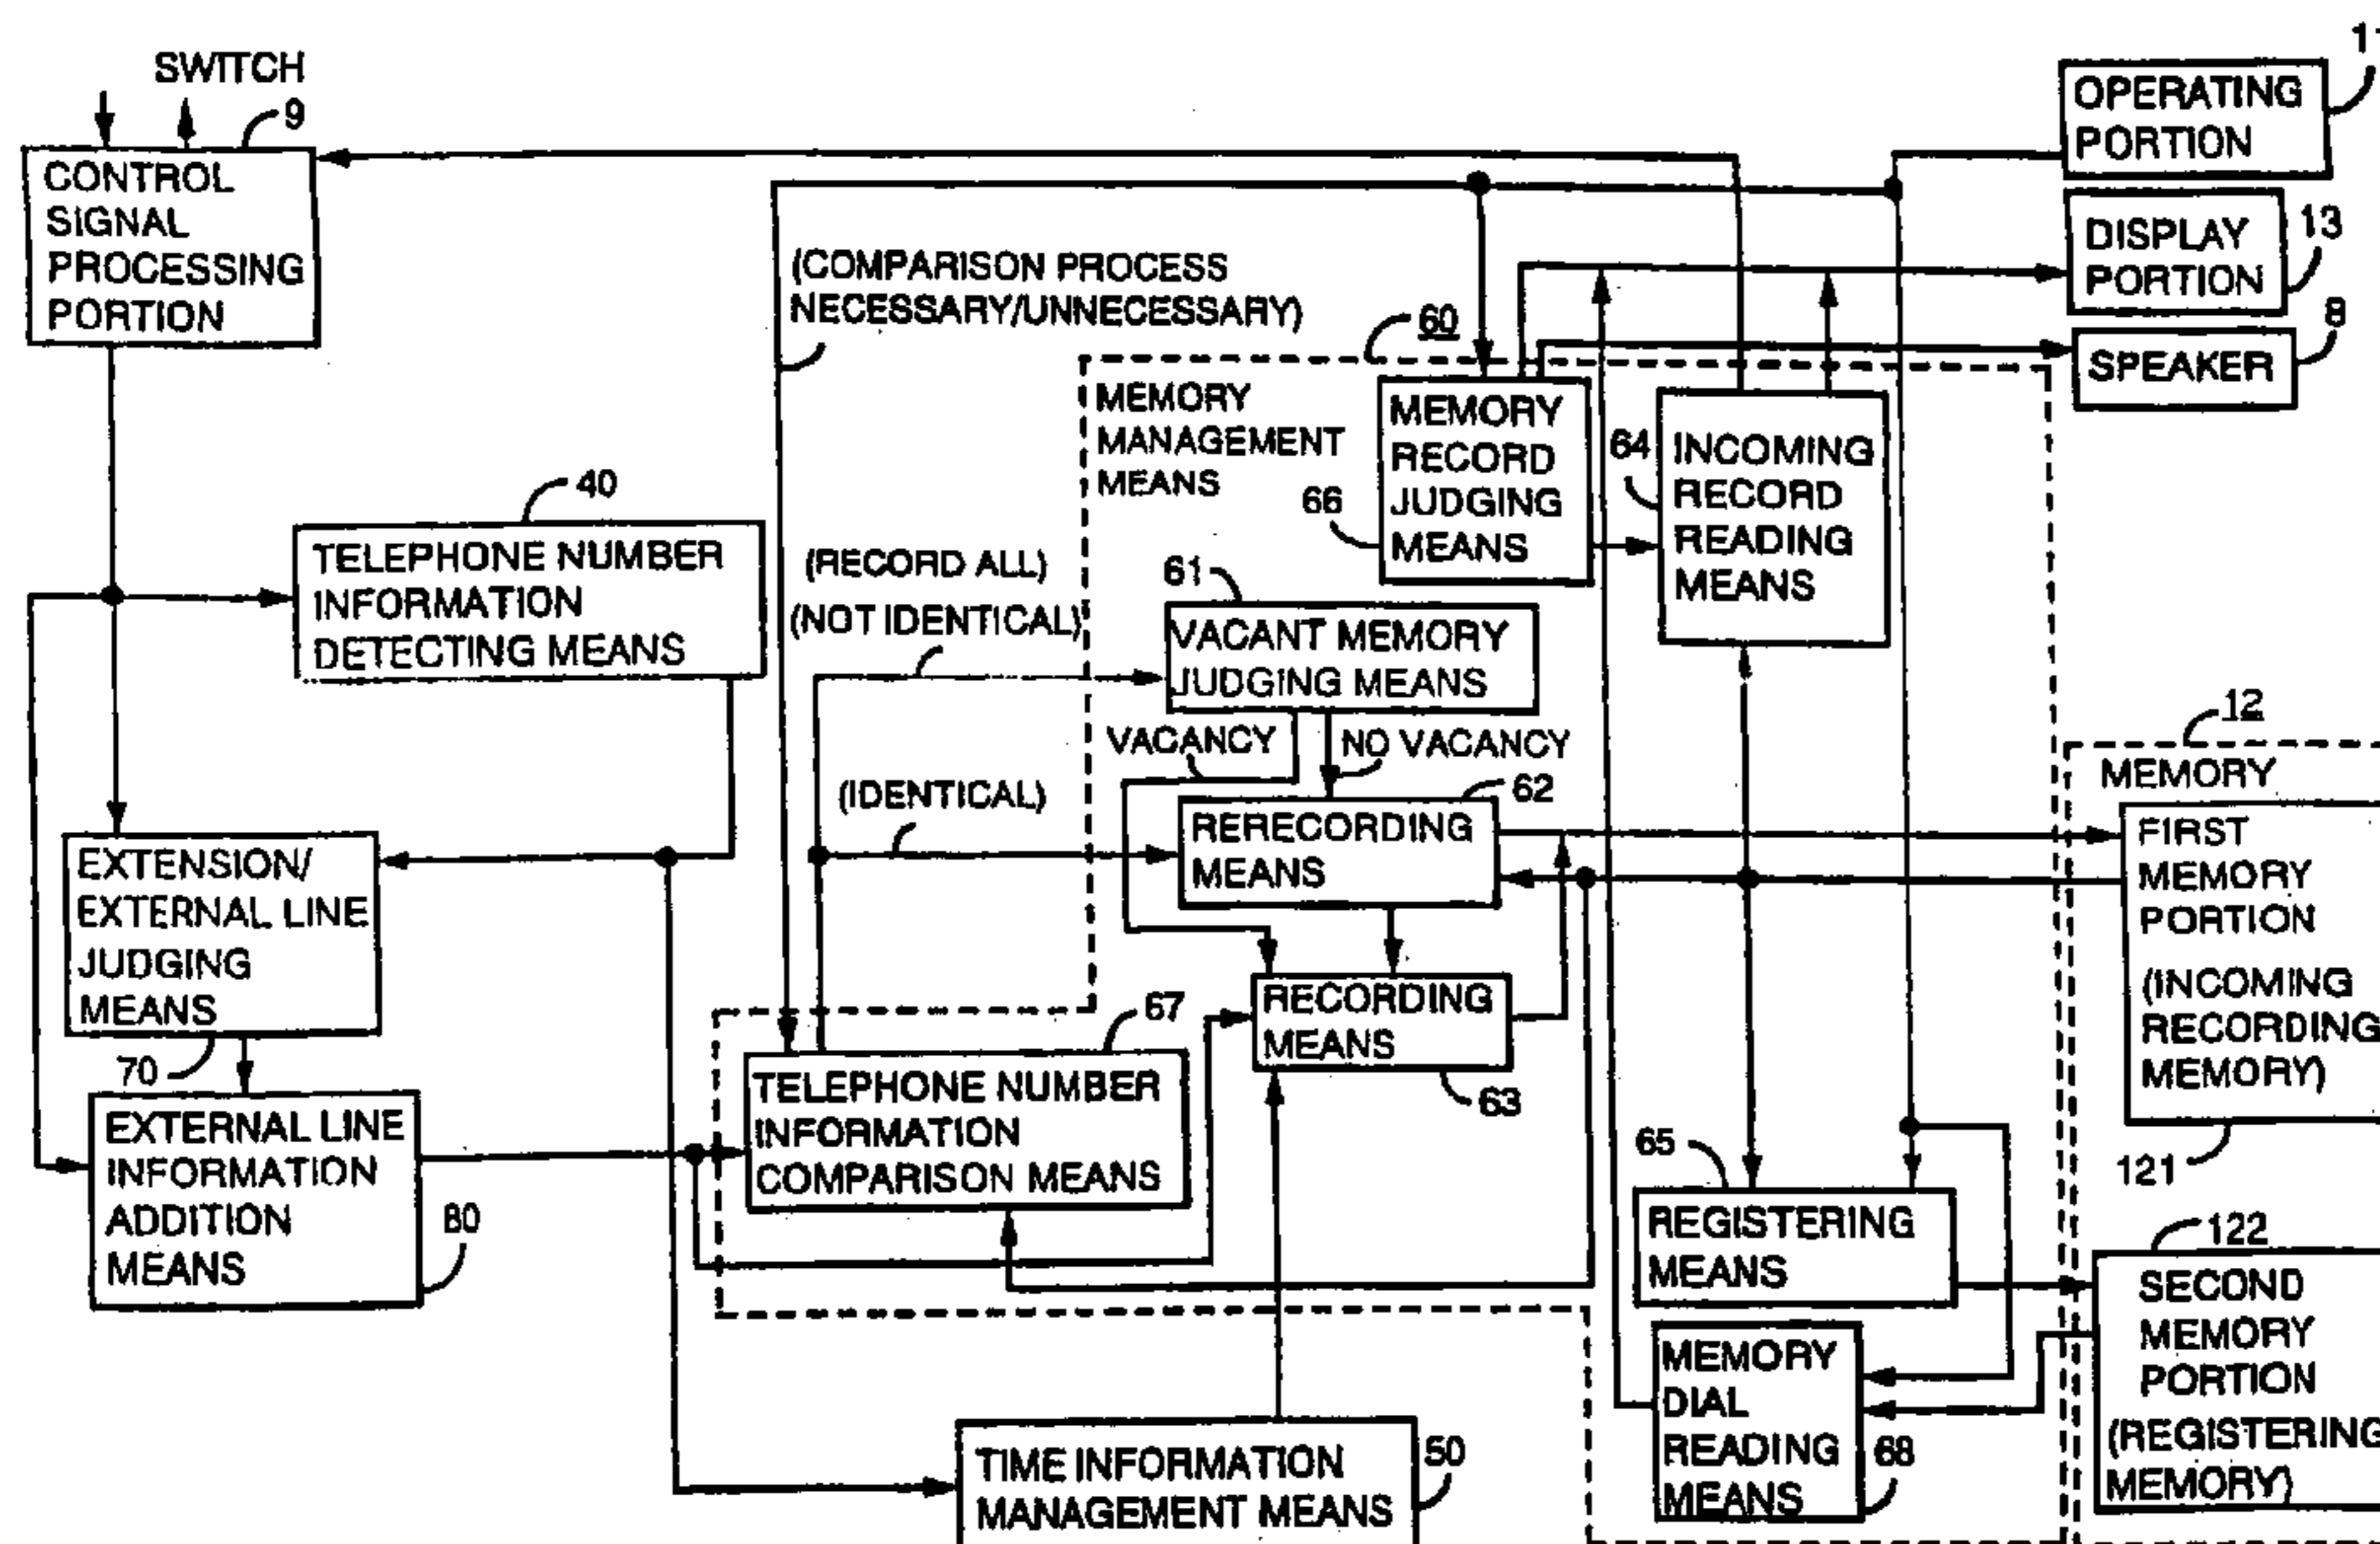 SWITCH
9
CONTROL
SIGNAL
PROCESSING
PORTION
OPERATING
PORTION
DISPLAY
PORTION
13
8
SPEAKER
(COMPARISON PROCESS
NECESSARY/UNNECESSARY)
60
MEMORY
MANAGEMENT
MEANS
MEMORY
RECORD
JUDGING
MEANS
66
64
INCOMING
RECORD
READING
MEANS
40
TELEPHONE NUMBER
INFORMATION
DETECTING MEANS
(RECORD ALL)
(NOT IDENTICAL)
61
VACANT MEMORY
JUDGING MEANS
VACANCY
NO VACANCY
(IDENTICAL)
62
RERECORDING
MEANS
12
MEMORY
FIRST
MEMORY
PORTION
(INCOMING
RECORDING
MEMORY)
121
EXTENSION/
EXTERNAL LINE
JUDGING
MEANS
70
RECORDING
MEANS
63
67
TELEPHONE NUMBER
INFORMATION
COMPARISON MEANS
EXTERNAL LINE
INFORMATION
ADDITION
MEANS
80
65
REGISTERING
MEANS
122
SECOND
MEMORY
PORTION
(REGISTERING
MEMORY)
MEMORY
DIAL
READING
MEANS
68
TIME INFORMATION
MANAGEMENT MEANS
50